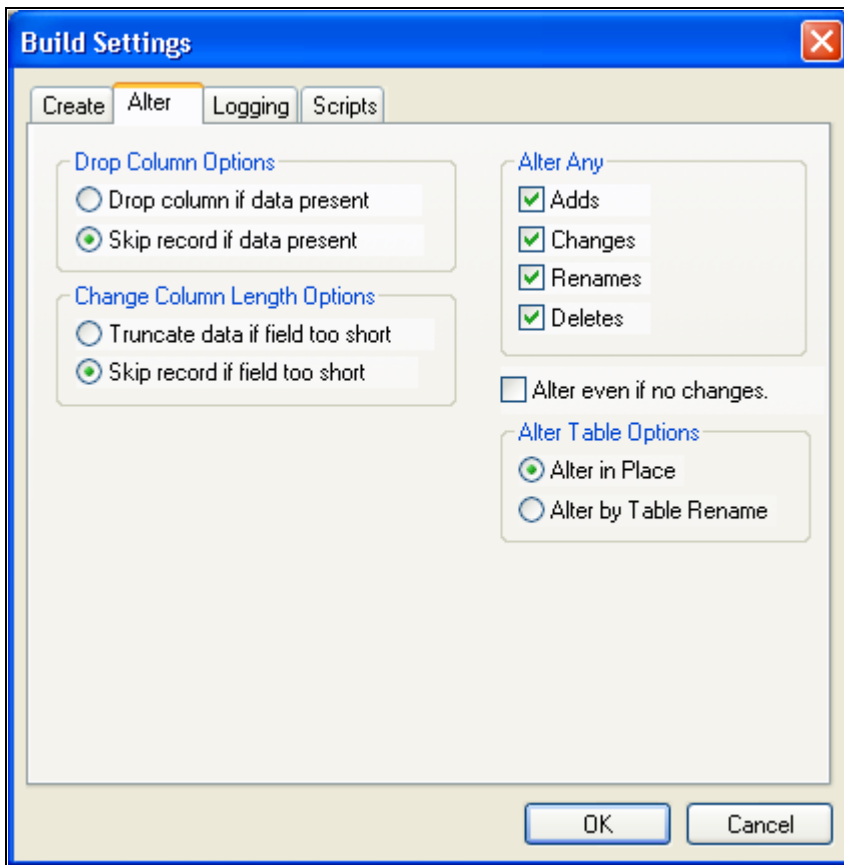 Build Settings
Create
Alter
Logging
Scripts
Drop Column Options
Drop column if data present
Skip record if data present
Change Column Length Options
Truncate data if field too short
Skip record if field too short
Alter Any
Adds
Changes
Renames
Deletes
Alter even if no changes.
Alter Table Options
Alter in Place
Alter by Table Rename
OK
Cancel